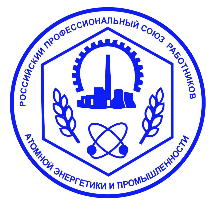 РОССИЙСКИЙ ПРОФЕССИОНАЛЬНЫЙ СОЮЗ РАБОТНИКОВ
АТОМНОЙ ЭНЕРГЕТИКИ И ПРОМЫШЛЕННОСТИ